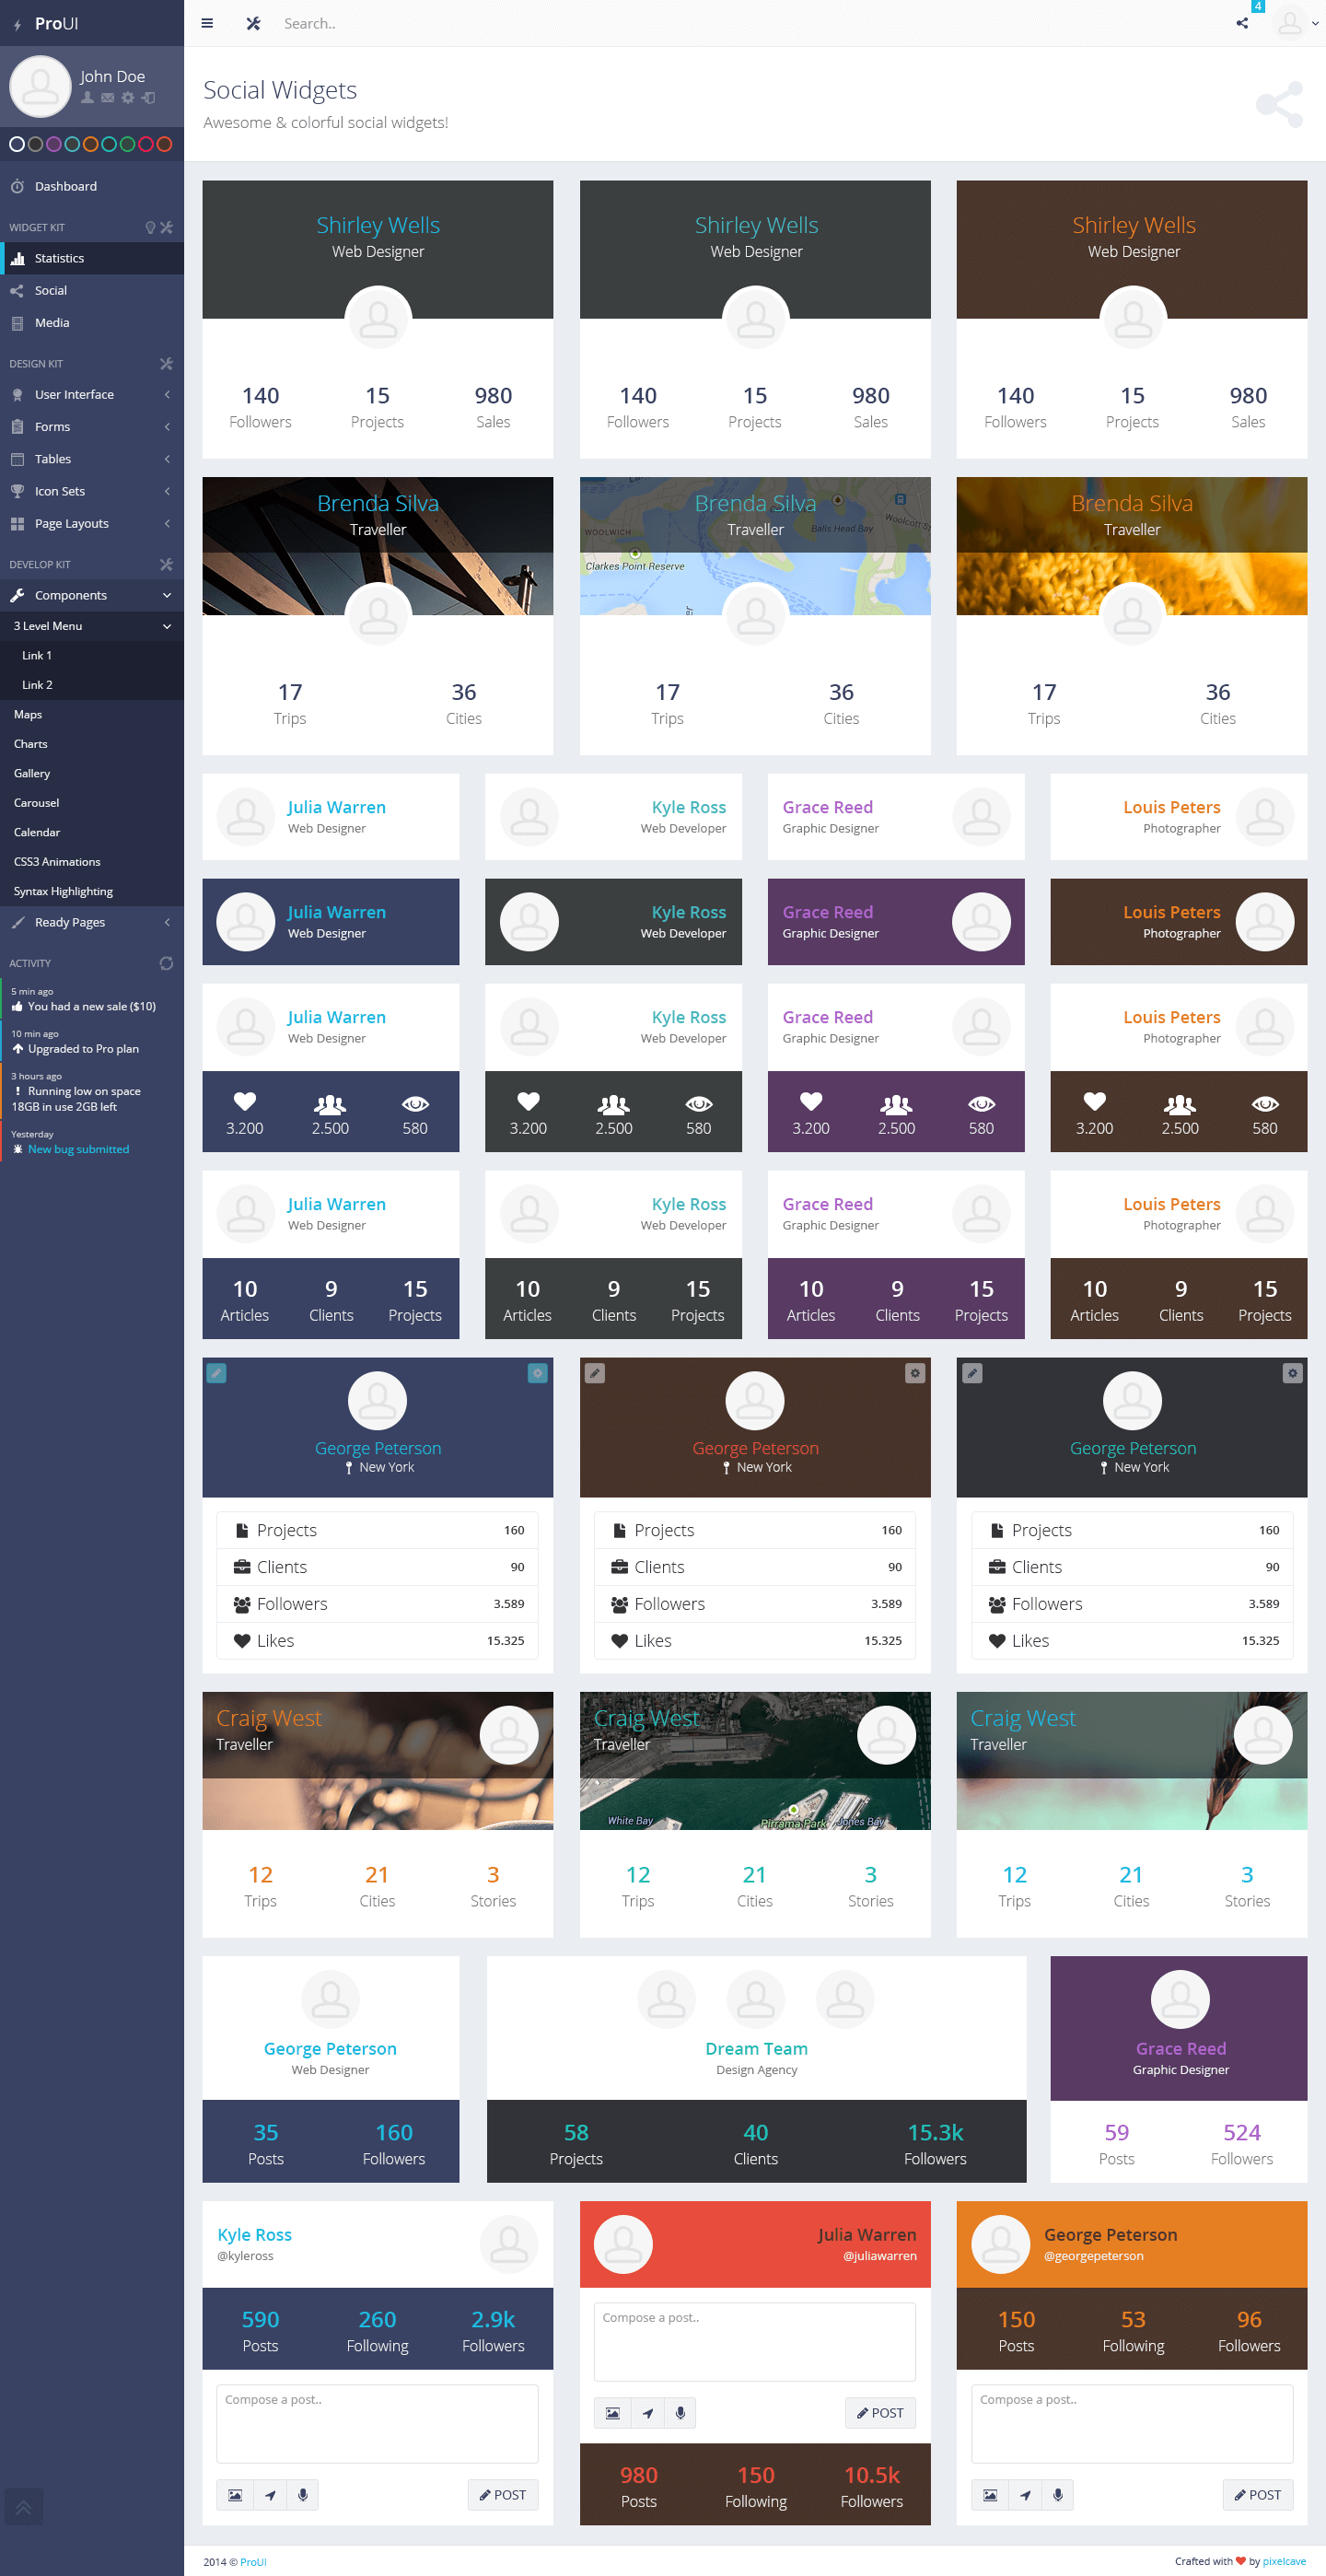 ProUI
Search..
4
John Doe
Dashboard
WIDGET KIT
Statistics
Social
Media
DESIGN KIT
User Interface
Forms
Tables
Icon Sets
Page Layouts
DEVELOP KIT
Components
3 Level Menu
Link 1
Link 2
Maps
Charts
Gallery
Carousel
Calendar
CSS3 Animations
Syntax Highlighting
Ready Pages
ACTIVITY
5 min ago
You had a new sale ($10)
10 min ago
Upgraded to Pro plan
3 hours ago
Running low on space
18GB in use 2GB left
Yesterday
New bug submitted
Social Widgets
Awesome & colorful social widgets!
Shirley Wells
Web Designer
140 15 980
Followers Projects Sales
Shirley Wells
Web Designer
140 15 980
Followers Projects Sales
Shirley Wells
Web Designer
140 15 980
Followers Projects Sales
Brenda Silva
Traveller
17 36
Trips Cities
Brenda Silva
Traveller
WOOLWICH
Balls Head Bay
Woolcott S
Clarkes Point Reserve
17 36
Trips Cities
Brenda Silva
Traveller
17 36
Trips Cities
Julia Warren
Web Designer
Kyle Ross
Web Developer
Grace Reed
Graphic Designer
Louis Peters
Photographer
Julia Warren
Web Designer
Kyle Ross
Web Developer
Grace Reed
Graphic Designer
Louis Peters
Photographer
Julia Warren
Web Designer
3.200 2.500 580
Kyle Ross
Web Developer
3.200 2.500 580
Grace Reed
Graphic Designer
3.200 2.500 580
Louis Peters
Photographer
3.200 2.500 580
Julia Warren
Web Designer
10 9 15
Articles Clients Projects
Kyle Ross
Web Developer
10 9 15
Articles Clients Projects
Grace Reed
Graphic Designer
10 9 15
Articles Clients Projects
Louis Peters
Photographer
10 9 15
Articles Clients Projects
George Peterson
New York
Projects 160
Clients 90
Followers 3.589
Likes 15.325
George Peterson
New York
Projects 160
Clients 90
Followers 3.589
Likes 15.325
George Peterson
New York
Projects 160
Clients 90
Followers 3.589
Likes 15.325
Craig West
Traveller
12 21 3
Trips Cities Stories
Craig West
Traveller
White Bay
Pirrama Park
Jones Bay
12 21 3
Trips Cities Stories
Craig West
Traveller
12 21 3
Trips Cities Stories
George Peterson
Web Designer
35 160
Posts Followers
Dream Team
Design Agency
58 40 15.3k
Projects Clients Followers
Grace Reed
Graphic Designer
59 524
Posts Followers
Kyle Ross
@kyleross
590 260 2.9k
Posts Following Followers
Compose a post..
POST
Julia Warren
@juliawarren
Compose a post..
POST
980 150 10.5k
Posts Following Followers
George Peterson
@georgepeterson
150 53 96
Posts Following Followers
Compose a post..
POST
2014 © ProUI
Crafted with by pixelcave